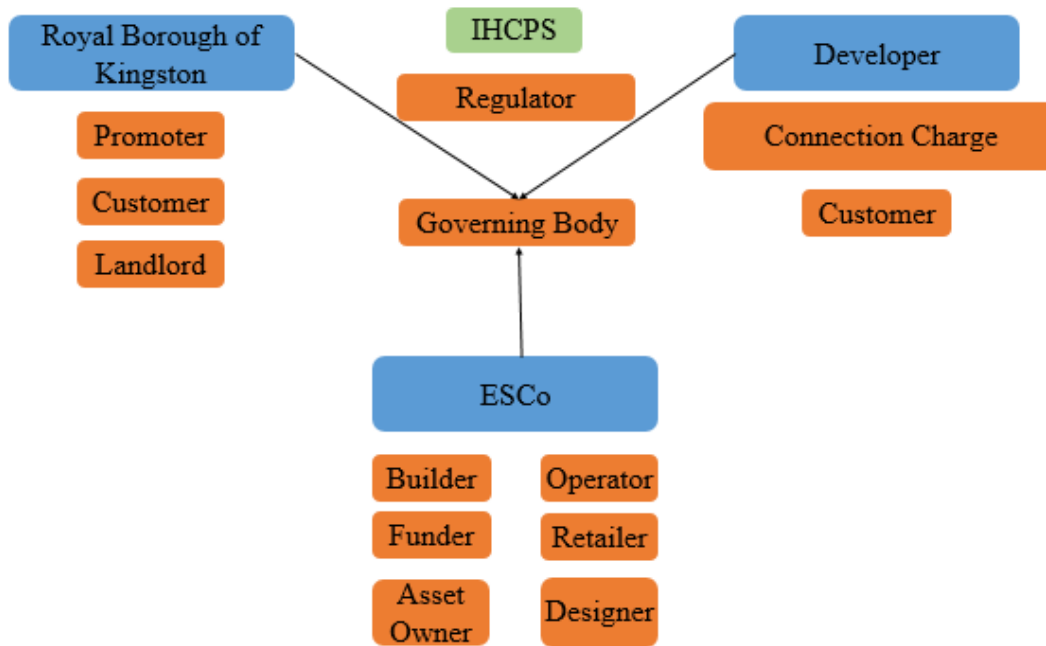 Royal Borough of
Kingston
IHCPS
Developer
Regulator
Promoter
Connection Charge
Customer
Governing Body
Customer
Landlord
ESCo
Builder
Operator
Funder
Retailer
Asset
Owner
Designer